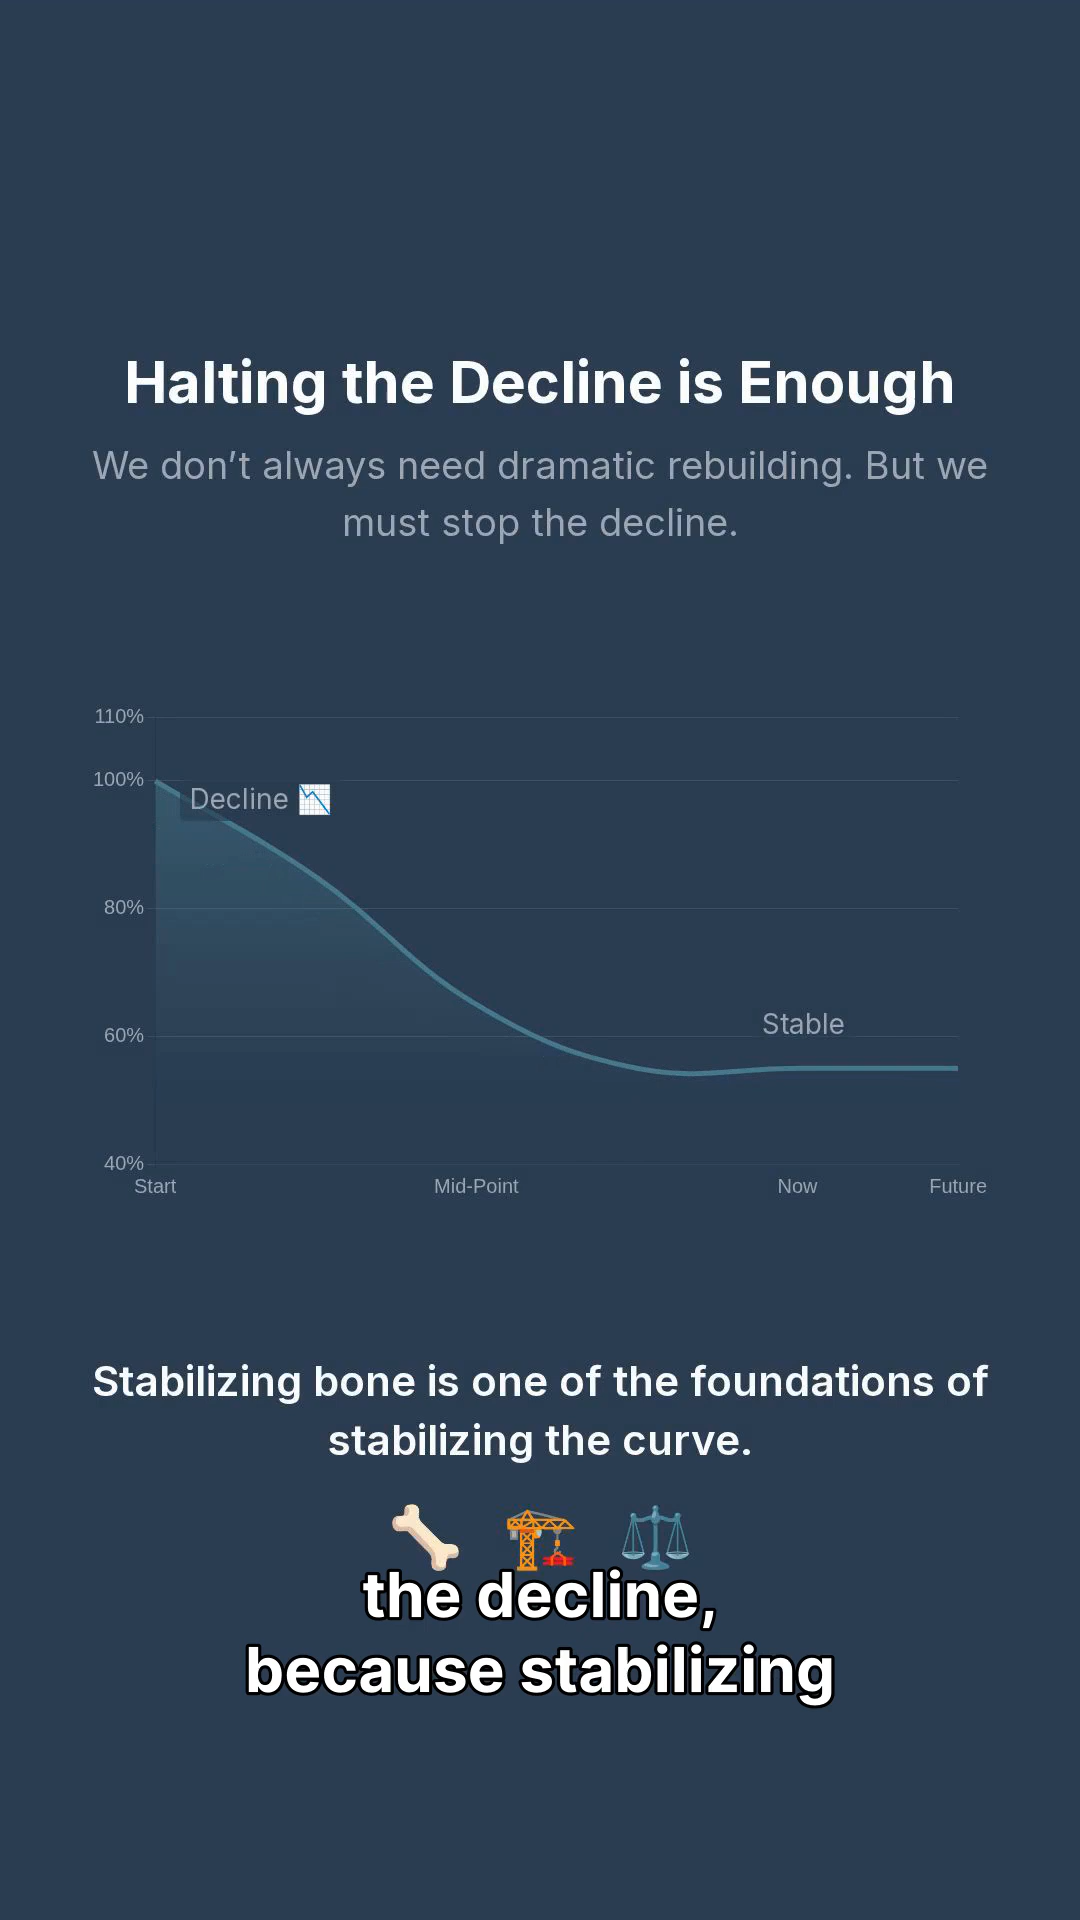 Halting the Decline is Enough
We don’t always need dramatic rebuilding. But we
must stop the decline.
110%
100%
Decline
80%
Stable
60%
40%
Start
Mid-Point
Now
Future
Stabilizing bone is one of the foundations of
stabilizing the curve.
the decline,
because stabilizing